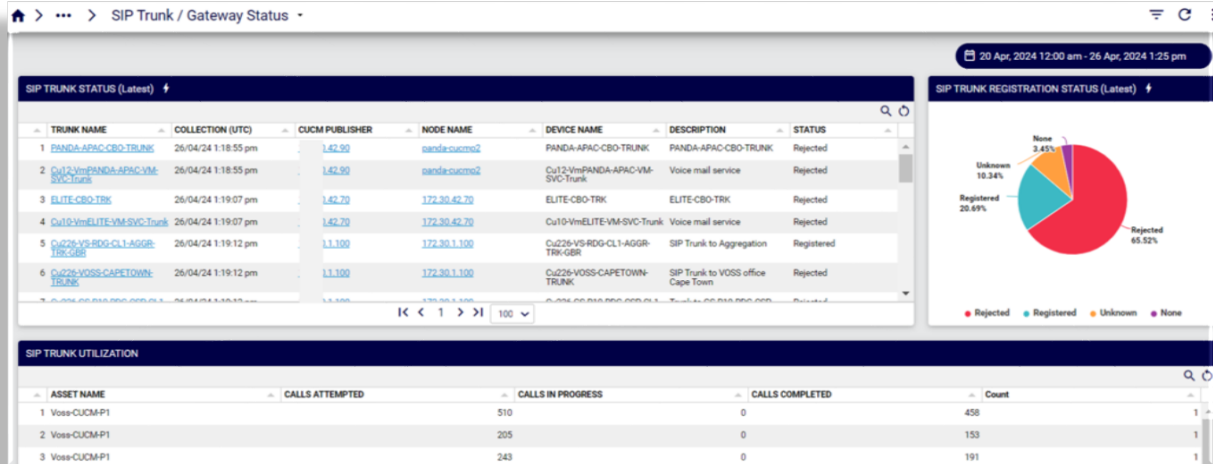 SIP Trunk / Gateway Status
20 Apr, 2024 12:00 am - 26 Apr, 2024 1:25 pm
SIP TRUNK STATUS (Latest)
TRUNK NAME COLLECTION (UTC) CUCM PUBLISHER NODE NAME DEVICE NAME DESCRIPTION STATUS
1 PANDA-APAC-CBO-TRUNK 26/04/24 1:18:55 pm .42.90 panda-cucmp2 PANDA-APAC-CBO-TRUNK PANDA-APAC-CBO-TRUNK Rejected
2 Cu12-VmPANDA-APAC-VM-SVC-Trunk 26/04/24 1:18:55 pm .42.90 panda-cucmp2 Cu12-VmPANDA-APAC-VM-SVC-Trunk Voice mail service Rejected
3 ELITE-CBO-TRK 26/04/24 1:19:07 pm .42.70 172.30.42.70 ELITE-CBO-TRK ELITE-CBO-TRK Rejected
4 Cu10-VmELITE-VM-SVC-Trunk 26/04/24 1:19:07 pm .42.70 172.30.42.70 Cu10-VmELITE-VM-SVC-Trunk Voice mail service Rejected
5 Cu226-VS-RDG-CL1-AGGR-TRK-GBR 26/04/24 1:19:12 pm .1.100 172.30.1.100 Cu226-VS-RDG-CL1-AGGR-TRK-GBR SIP Trunk to Aggregation Registered
6 Cu226-VOSS-CAPETOWN-TRUNK 26/04/24 1:19:12 pm .1.100 172.30.1.100 Cu226-VOSS-CAPETOWN-TRUNK SIP Trunk to VOSS office Cape Town Rejected
1 100
SIP TRUNK REGISTRATION STATUS (Latest)
None
3.45%
Unknown
10.34%
Registered
20.69%
Rejected
65.52%
Rejected Registered Unknown None
SIP TRUNK UTILIZATION
ASSET NAME CALLS ATTEMPTED CALLS IN PROGRESS CALLS COMPLETED Count
1 Voss-CUCM-P1 510 0 458 1
2 Voss-CUCM-P1 205 0 153 1
3 Voss-CUCM-P1 243 0 191 1